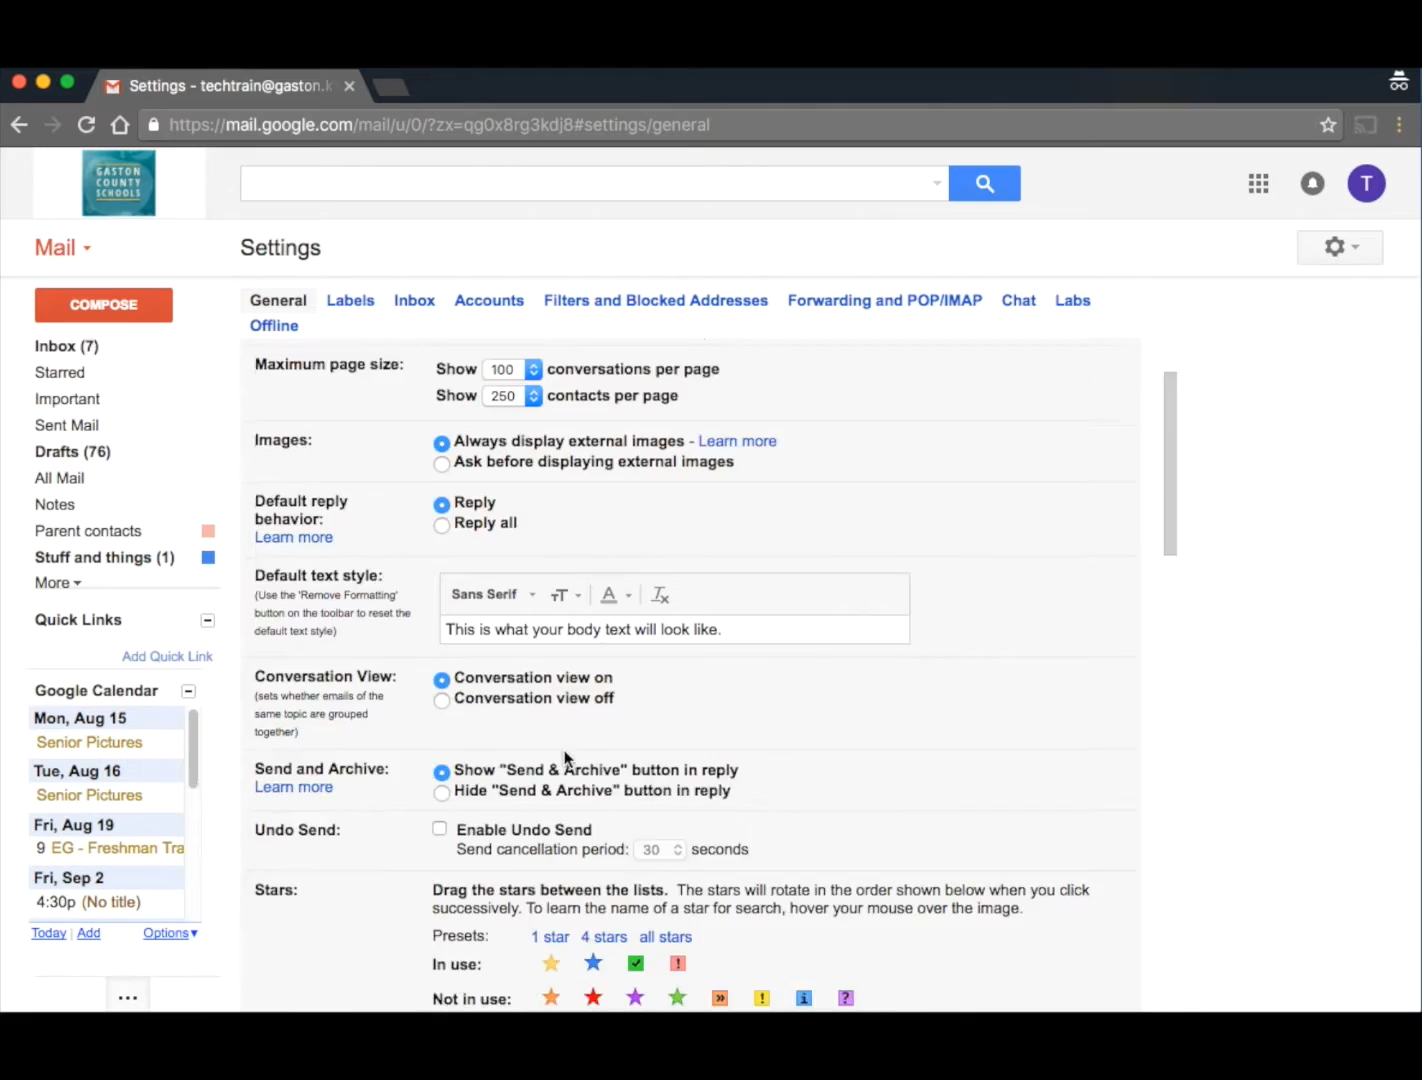 Settings - techtrain@gaston.k
https://mail.google.com/mail/u/0/?zx=qg0x8rg3kdj8#settings/general
GASTON
COUNTY
SCHOOLS
T
Mail
Settings
COMPOSE
General Labels Inbox Accounts Filters and Blocked Addresses Forwarding and POP/IMAP Chat Labs
Offline
Inbox (7)
Starred
Important
Sent Mail
Drafts (76)
All Mail
Notes
Parent contacts
Stuff and things (1)
More
Quick Links
Add Quick Link
Google Calendar
Mon, Aug 15
Senior Pictures
Tue, Aug 16
Senior Pictures
Fri, Aug 19
9 EG - Freshman Tra
Fri, Sep 2
4:30p (No title)
Today | Add Options▾
...
Maximum page size:
Show 100 conversations per page
Show 250 contacts per page
Images:
Always display external images - Learn more
Ask before displaying external images
Default reply
behavior:
Learn more
Reply
Reply all
Default text style:
(Use the 'Remove Formatting'
button on the toolbar to reset the
default text style)
Sans Serif
This is what your body text will look like.
Conversation View:
(sets whether emails of the
same topic are grouped
together)
Conversation view on
Conversation view off
Send and Archive:
Learn more
Show "Send & Archive" button in reply
Hide "Send & Archive" button in reply
Undo Send:
Enable Undo Send
Send cancellation period: 30 seconds
Stars:
Drag the stars between the lists. The stars will rotate in the order shown below when you click
successively. To learn the name of a star for search, hover your mouse over the image.
Presets: 1 star 4 stars all stars
In use: !
Not in use: » ! i ?